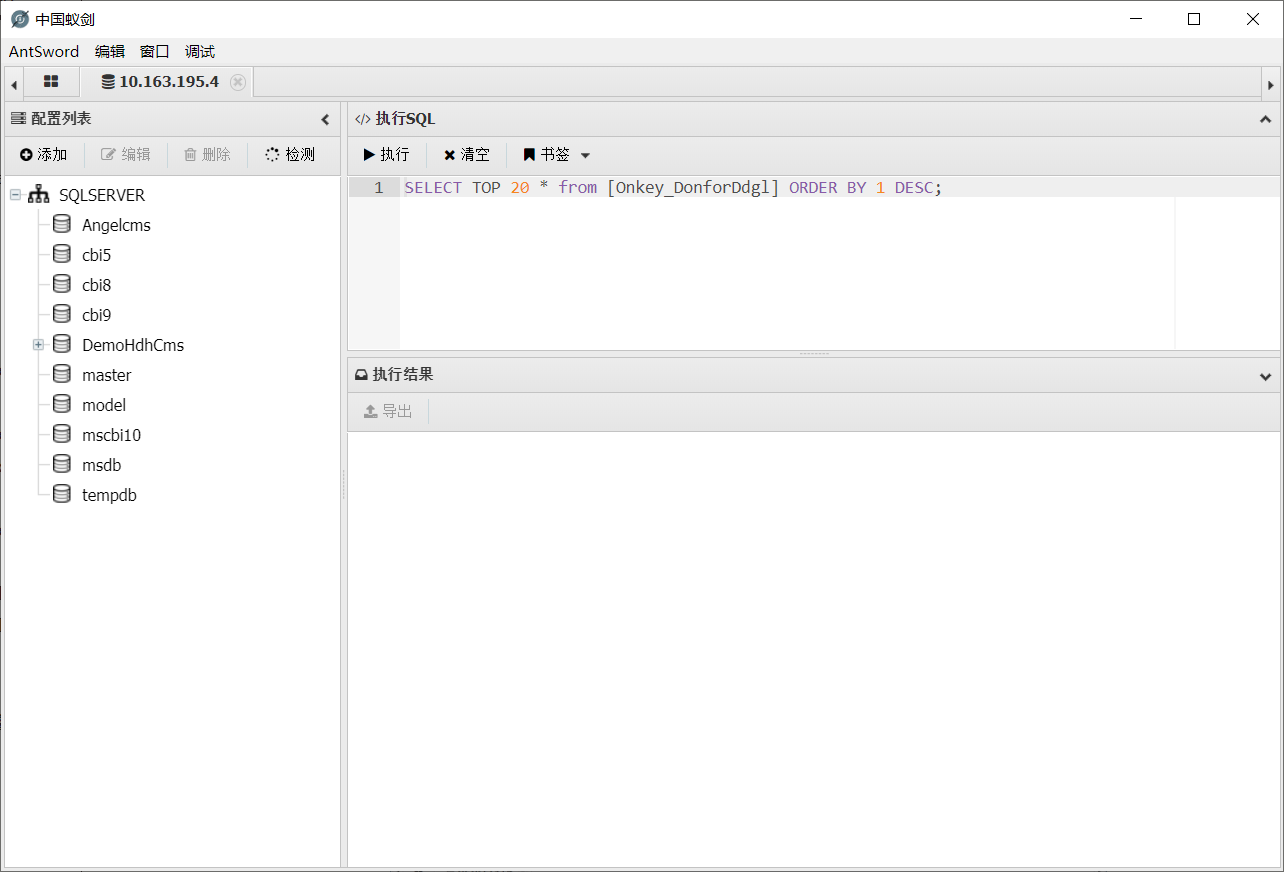 中国蚁剑
AntSword 编辑 窗口 调试
10.163.195.4
配置列表
添加 编辑 删除 检测
SQLSERVER
Angelcms
cbi5
cbi8
cbi9
DemoHdhCms
master
model
mscbi10
msdb
tempdb
</> 执行SQL
执行 清空 书签
1 SELECT TOP 20 * from [Onkey_DonforDdgl] ORDER BY 1 DESC;
执行结果
导出